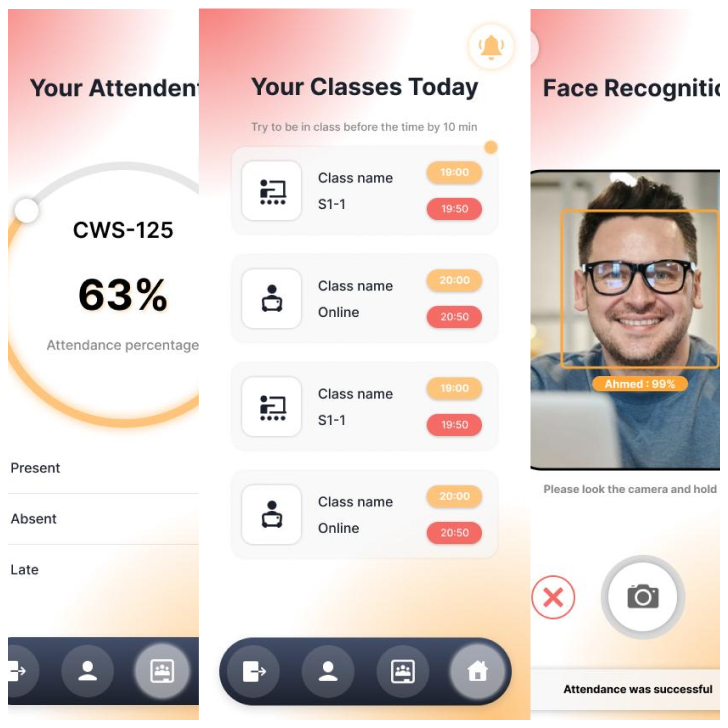 Your Attendent
CWS-125
63%
Attendance percentage
Present
Absent
Late
Your Classes Today
Try to be in class before the time by 10 min
Class name
19:00
S1-1
19:50
Class name
20:00
Online
20:50
Class name
19:00
S1-1
19:50
Class name
20:00
Online
20:50
Face Recognitio
Ahmed : 99%
Please look the camera and hold
Attendance was successful